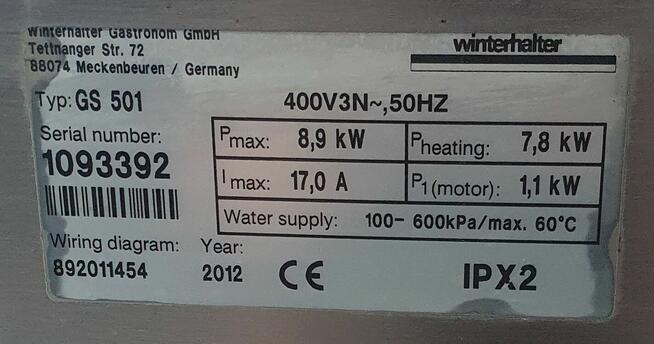 Winterhalter Gastronom GmbH
Tettnanger Str. 72
88074 Meckenbeuren / Germany
winterhalter
Typ: GS 501
400V3N~,50HZ
Serial number:
1093392
Pmax: 8,9 kW
Pheating: 7,8 kW
Imax: 17,0 A
P1(motor): 1,1 kW
Water supply: 100- 600kPa/max. 60°C
Wiring diagram:
892011454
Year:
2012
CE
IPX2